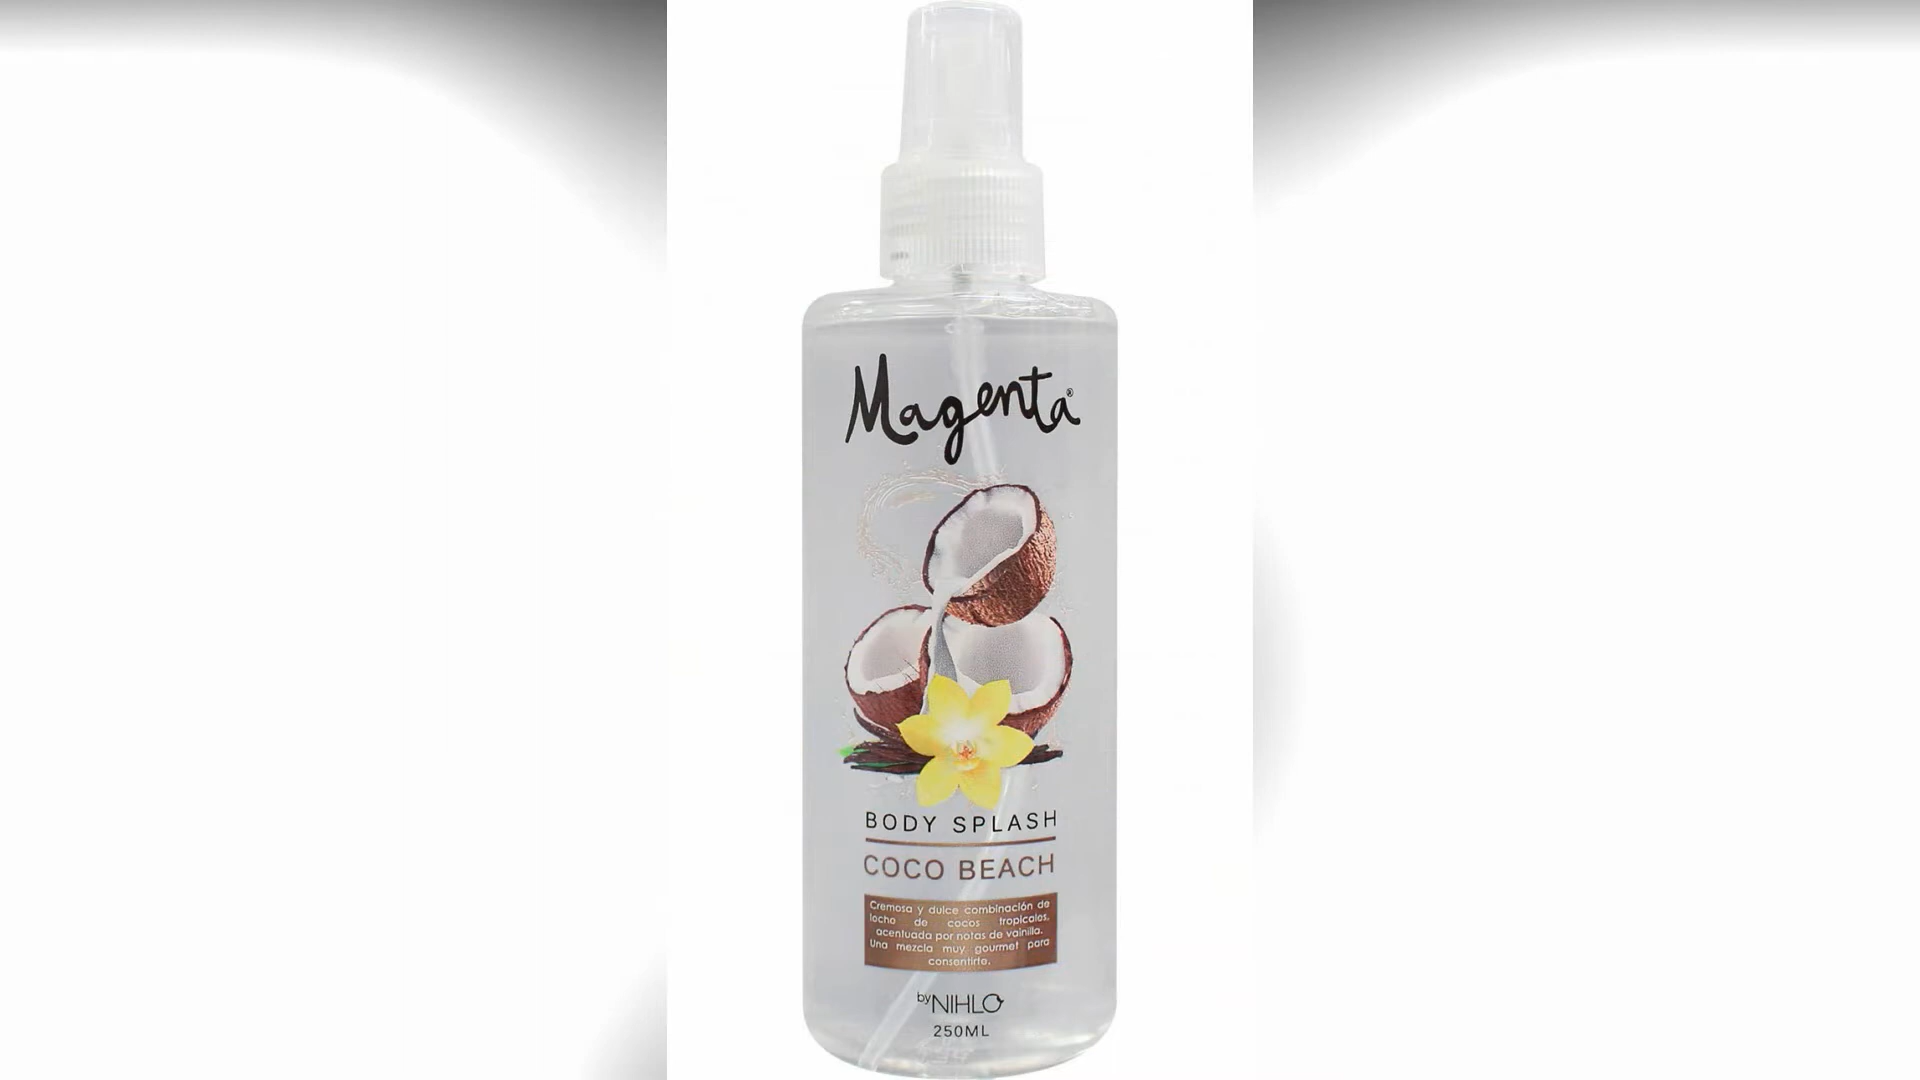 Magenta®
BODY SPLASH
COCO BEACH
Cremosa y dulce combinación de
leche de cocos tropicales,
acentuada por notas de vainilla.
Una mezcla muy gourmet para
consentirte.
by NIHLO
250ML